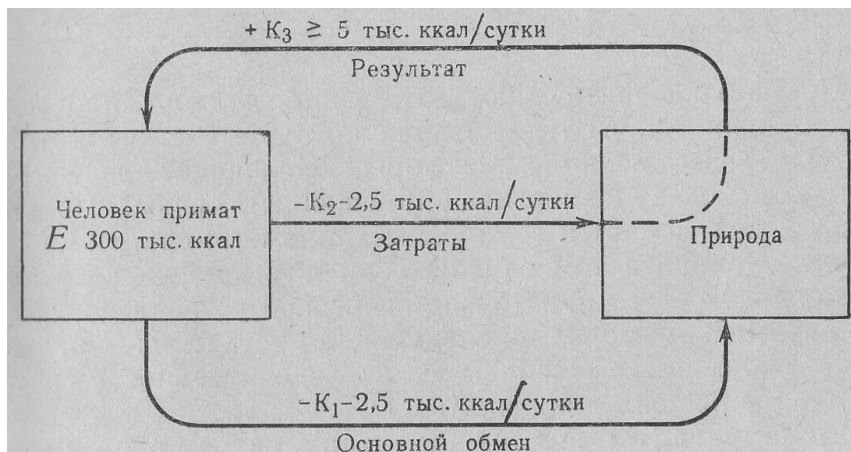 + К₃ ≥ 5 тыс. ккал/сутки
Результат
Человек примат
E 300 тыс. ккал
-К₂-2,5 тыс. ккал/сутки
Затраты
Природа
-К₁-2,5 тыс. ккал/сутки
Основной обмен